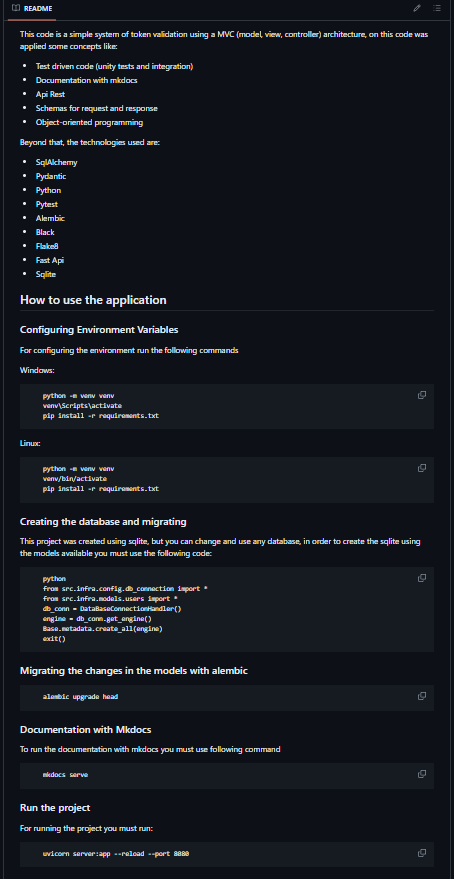 README
This code is a simple system of token validation using a MVC (model, view, controller) architecture, on this code was
applied some concepts like:
• Test driven code (unity tests and integration)
• Documentation with mkdocs
• Api Rest
• Schemas for request and response
• Object-oriented programming
Beyond that, the technologies used are:
• SqlAlchemy
• Pydantic
• Python
• Pytest
• Alembic
• Black
• Flake8
• Fast Api
• Sqlite
How to use the application
Configuring Environment Variables
For configuring the environment run the following commands
Windows:
python -m venv venv
venv\Scripts\activate
pip install -r requirements.txt
Linux:
python -m venv venv
venv/bin/activate
pip install -r requirements.txt
Creating the database and migrating
This project was created using sqlite, but you can change and use any database, in order to create the sqlite using
the models available you must use the following code:
python
from src.infra.config.db_connection import *
from src.infra.models.users import *
db_conn = DataBaseConnectionHandler()
engine = db_conn.get_engine()
Base.metadata.create_all(engine)
exit()
Migrating the changes in the models with alembic
alembic upgrade head
Documentation with Mkdocs
To run the documentation with mkdocs you must use following command
mkdocs serve
Run the project
For running the project you must run:
uvicorn server:app --reload --port 8080